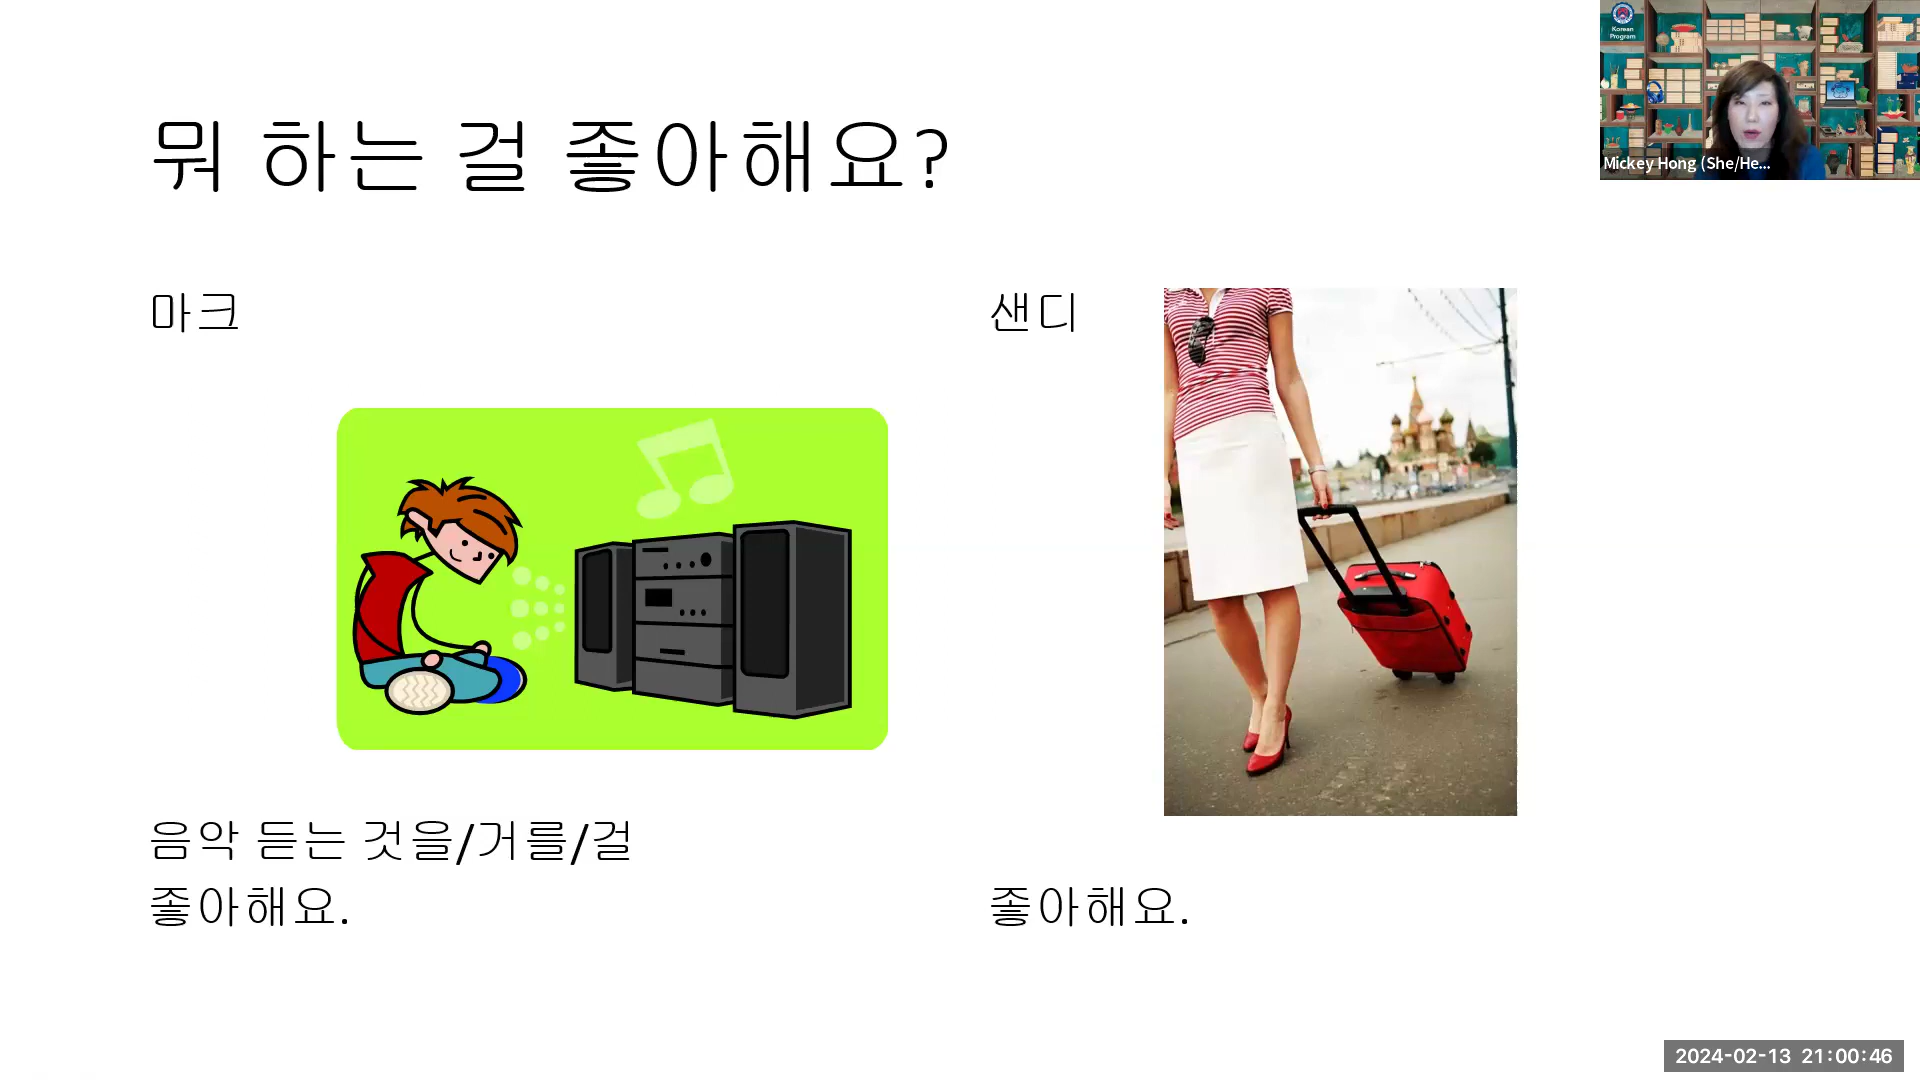 뭐 하는 걸 좋아해요?
마크
음악 듣는 것을/거를/걸
좋아해요.
샌디
좋아해요.
Korean
Program
Mickey Hong (She/He...
2024-02-13 21:00:46